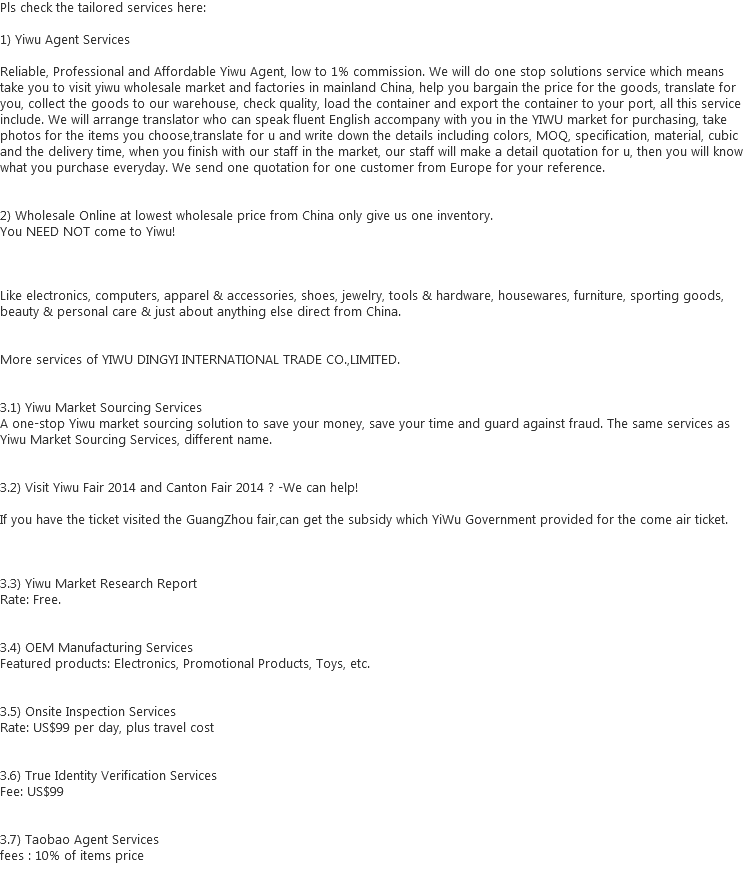 Pls check the tailored services here:
1) Yiwu Agent Services
Reliable, Professional and Affordable Yiwu Agent, low to 1% commission. We will do one stop solutions service which means
take you to visit yiwu wholesale market and factories in mainland China, help you bargain the price for the goods, translate for
you, collect the goods to our warehouse, check quality, load the container and export the container to your port, all this service
include. We will arrange translator who can speak fluent English accompany with you in the YIWU market for purchasing, take
photos for the items you choose,translate for u and write down the details including colors, MOQ, specification, material, cubic
and the delivery time, when you finish with our staff in the market, our staff will make a detail quotation for u, then you will know
what you purchase everyday. We send one quotation for one customer from Europe for your reference.
2) Wholesale Online at lowest wholesale price from China only give us one inventory.
You NEED NOT come to Yiwu!
Like electronics, computers, apparel & accessories, shoes, jewelry, tools & hardware, housewares, furniture, sporting goods,
beauty & personal care & just about anything else direct from China.
More services of YIWU DINGYI INTERNATIONAL TRADE CO.,LIMITED.
3.1) Yiwu Market Sourcing Services
A one-stop Yiwu market sourcing solution to save your money, save your time and guard against fraud. The same services as
Yiwu Market Sourcing Services, different name.
3.2) Visit Yiwu Fair 2014 and Canton Fair 2014 ? -We can help!
If you have the ticket visited the GuangZhou fair,can get the subsidy which YiWu Government provided for the come air ticket.
3.3) Yiwu Market Research Report
Rate: Free.
3.4) OEM Manufacturing Services
Featured products: Electronics, Promotional Products, Toys, etc.
3.5) Onsite Inspection Services
Rate: US$99 per day, plus travel cost
3.6) True Identity Verification Services
Fee: US$99
3.7) Taobao Agent Services
fees : 10% of items price